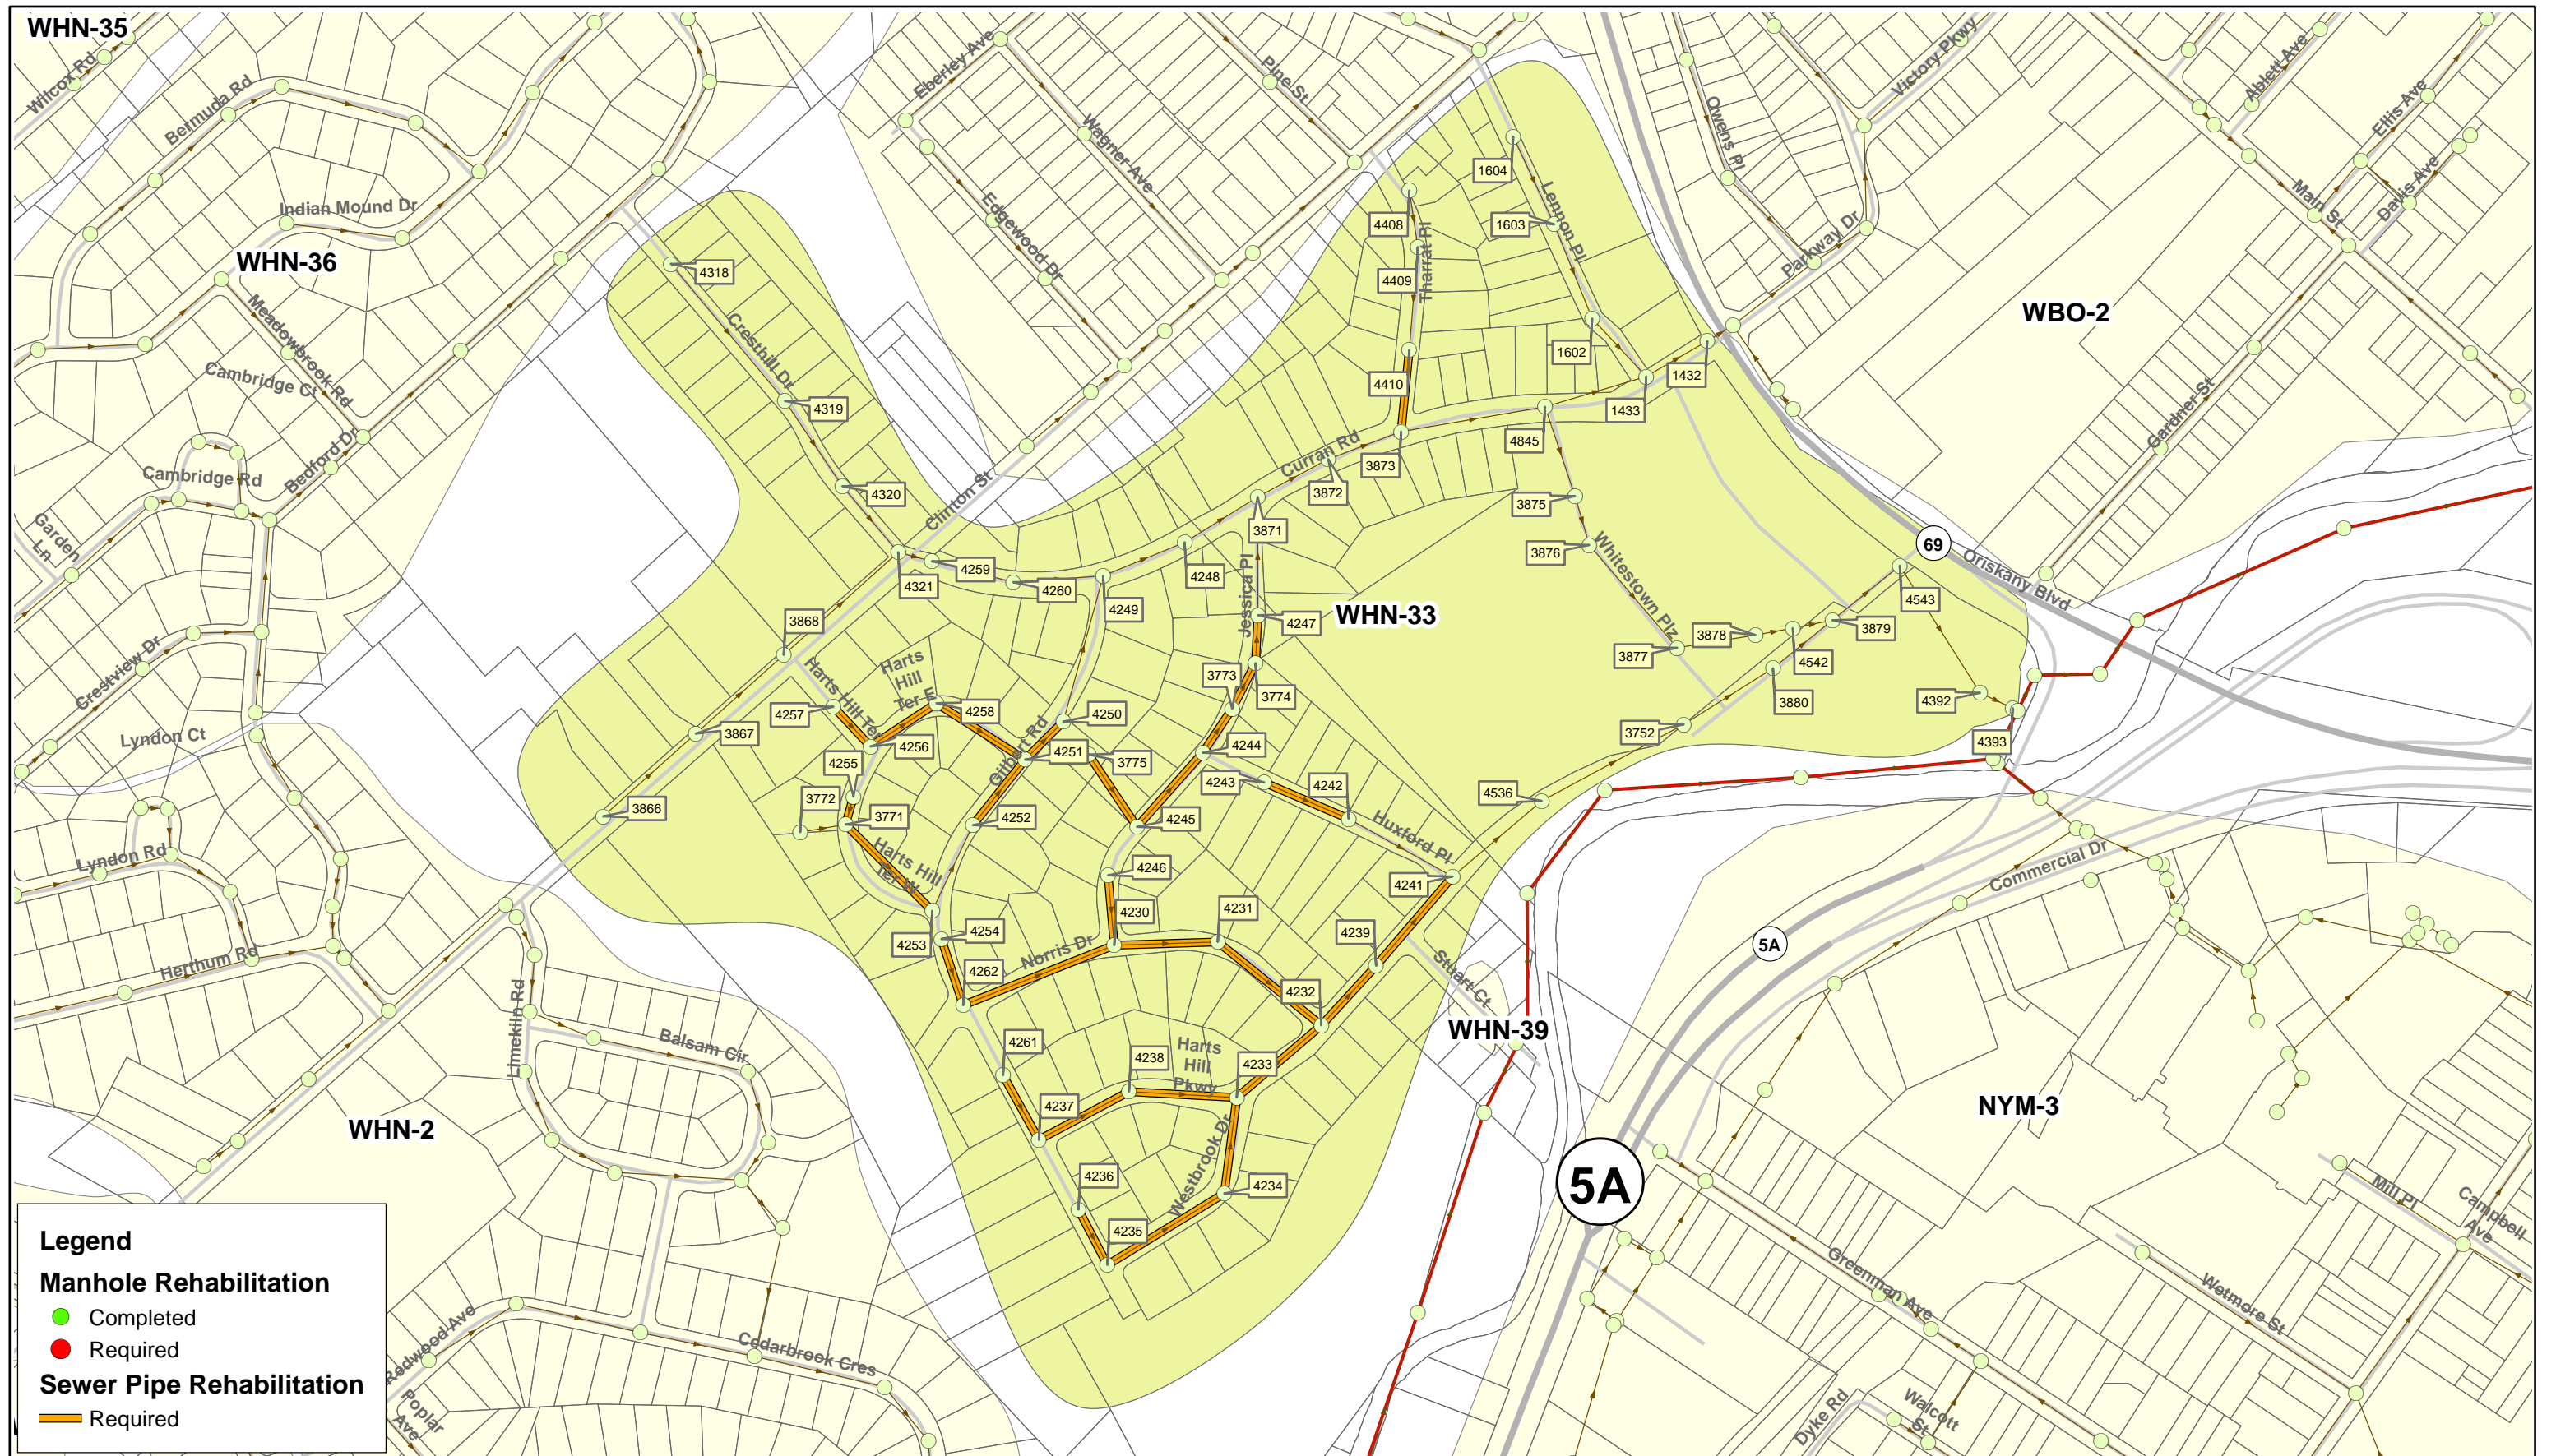 WHN-35
Wilcox Rd
Bermuda Rd
Eberley Ave
Pine St
Wagner Ave
Edgewood Dr
Owens Pl
Victory Pkwy
Ablett Ave
Ellis Ave
Davis Ave
Main St
Parkway Dr
Lennon Pl
Tharrat Pl
1604
1603
4408
4409
Indian Mound Dr
WHN-36
4318
WBO-2
Meadowbrook Rd
Cambridge Ct
Cresthill Dr
4319
4410
1602
1432
1433
Gardner St
Bedford Dr
Cambridge Rd
4320
Clinton St
Curran Rd
3872
3873
4845
3875
3876
3871
Garden
Ln
69
Oriskany Blvd
4321
4259
4260
4249
4248
Jessica Pl
4247
WHN-33
Whitestown Plz
4543
3868
3877
3878
3879
4542
Crestview Dr
Lyndon Ct
Harts Hill Ter
Harts
Hill
Ter E
4257
4258
4256
4250
3773
3774
3880
4392
3867
4255
Gilbert Rd
4251
3775
4244
3752
4393
3772
3866
3771
4252
4243
4242
4245
4536
Lyndon Rd
Harts Hill
Ter W
Huxford Pl
4246
4241
Commercial Dr
Herthum Rd
4253
4254
4230
4231
4239
5A
4262
Norris Dr
4232
Stuart Ct
WHN-39
Limekiln Rd
Balsam Cir
4261
4238
Harts
Hill
Pkwy
4233
4237
WHN-2
NYM-3
5A
4236
Westbrook Dr
4234
4235
Mill Pl
Campbell
Ave
Greenman Ave
Wetmore St
Redwood Ave
Poplar
Ave
Cedarbrook Cres
Dyke Rd
Walcott
St
Legend
Manhole Rehabilitation
Completed
Required
Sewer Pipe Rehabilitation
Required